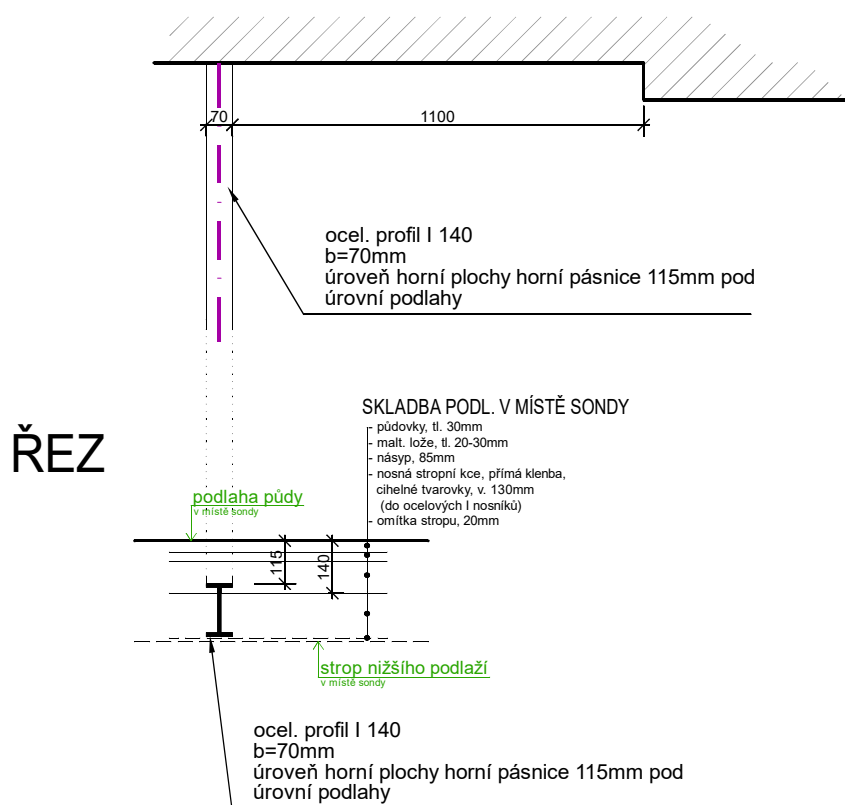 70
1100
ocel. profil I 140
b=70mm
úroveň horní plochy horní pásnice 115mm pod
úrovní podlahy
ŘEZ
SKLADBA PODL. V MÍSTĚ SONDY
- půdovky, tl. 30mm
- malt. lože, tl. 20-30mm
- násyp, 85mm
- nosná stropní kce, přímá klenba,
cihelné tvarovky, v. 130mm
(do ocelových I nosníků)
- omítka stropu, 20mm
podlaha půdy
v místě sondy
115
140
strop nižšího podlaží
v místě sondy
ocel. profil I 140
b=70mm
úroveň horní plochy horní pásnice 115mm pod
úrovní podlahy